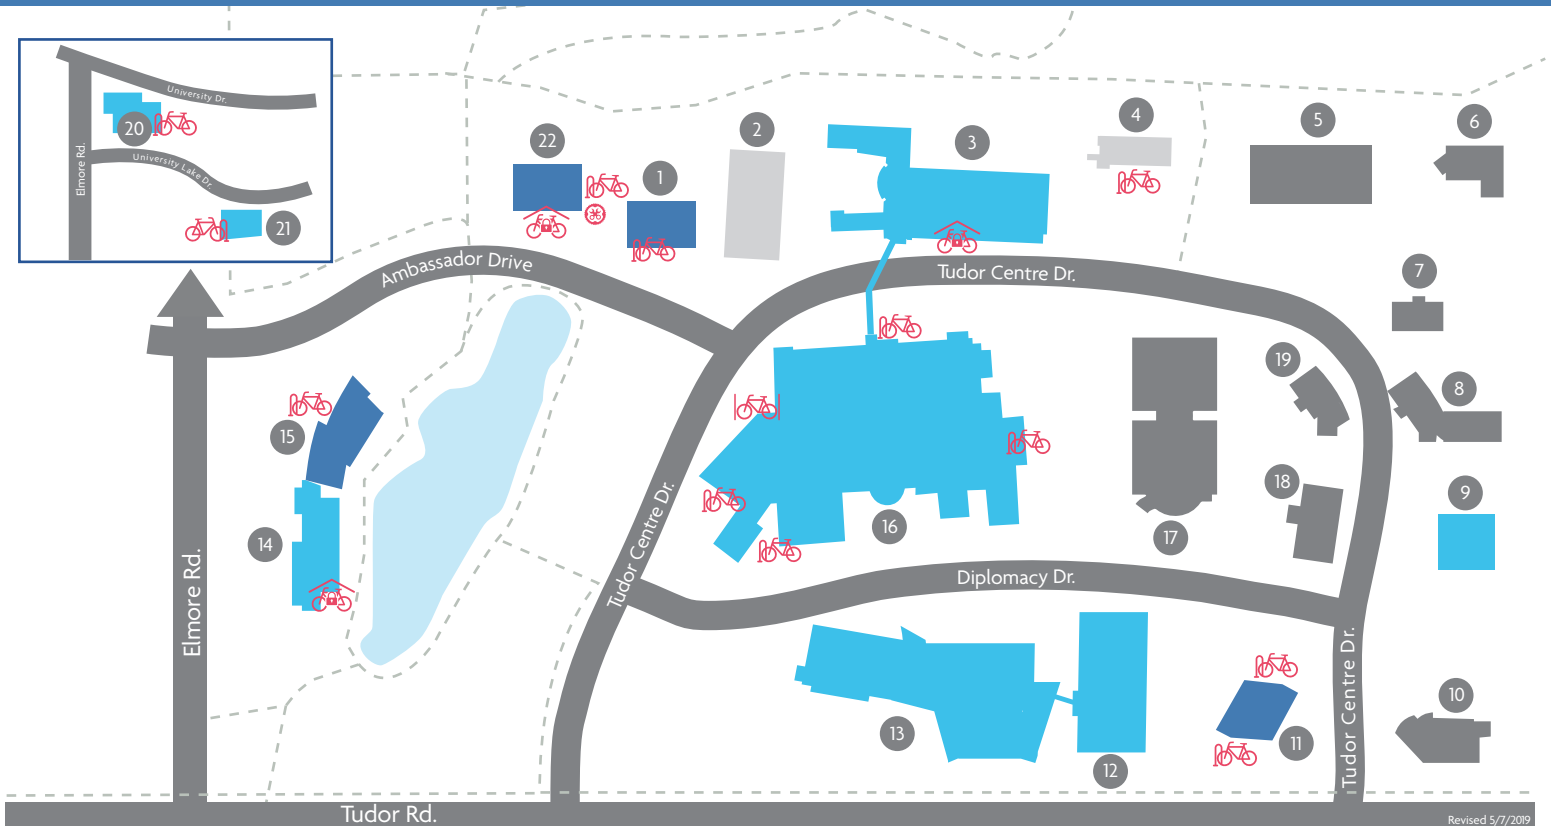 University Dr.
20
Elmore Rd.
University Lake Dr.
21
22
1
2
3
4
5
6
Ambassador Drive
Tudor Centre Dr.
7
19
8
15
18
9
14
16
17
Tudor Centre Dr.
Elmore Rd.
Diplomacy Dr.
Tudor Centre Dr.
13
12
11
10
Tudor Rd.
Revised 5/7/2019